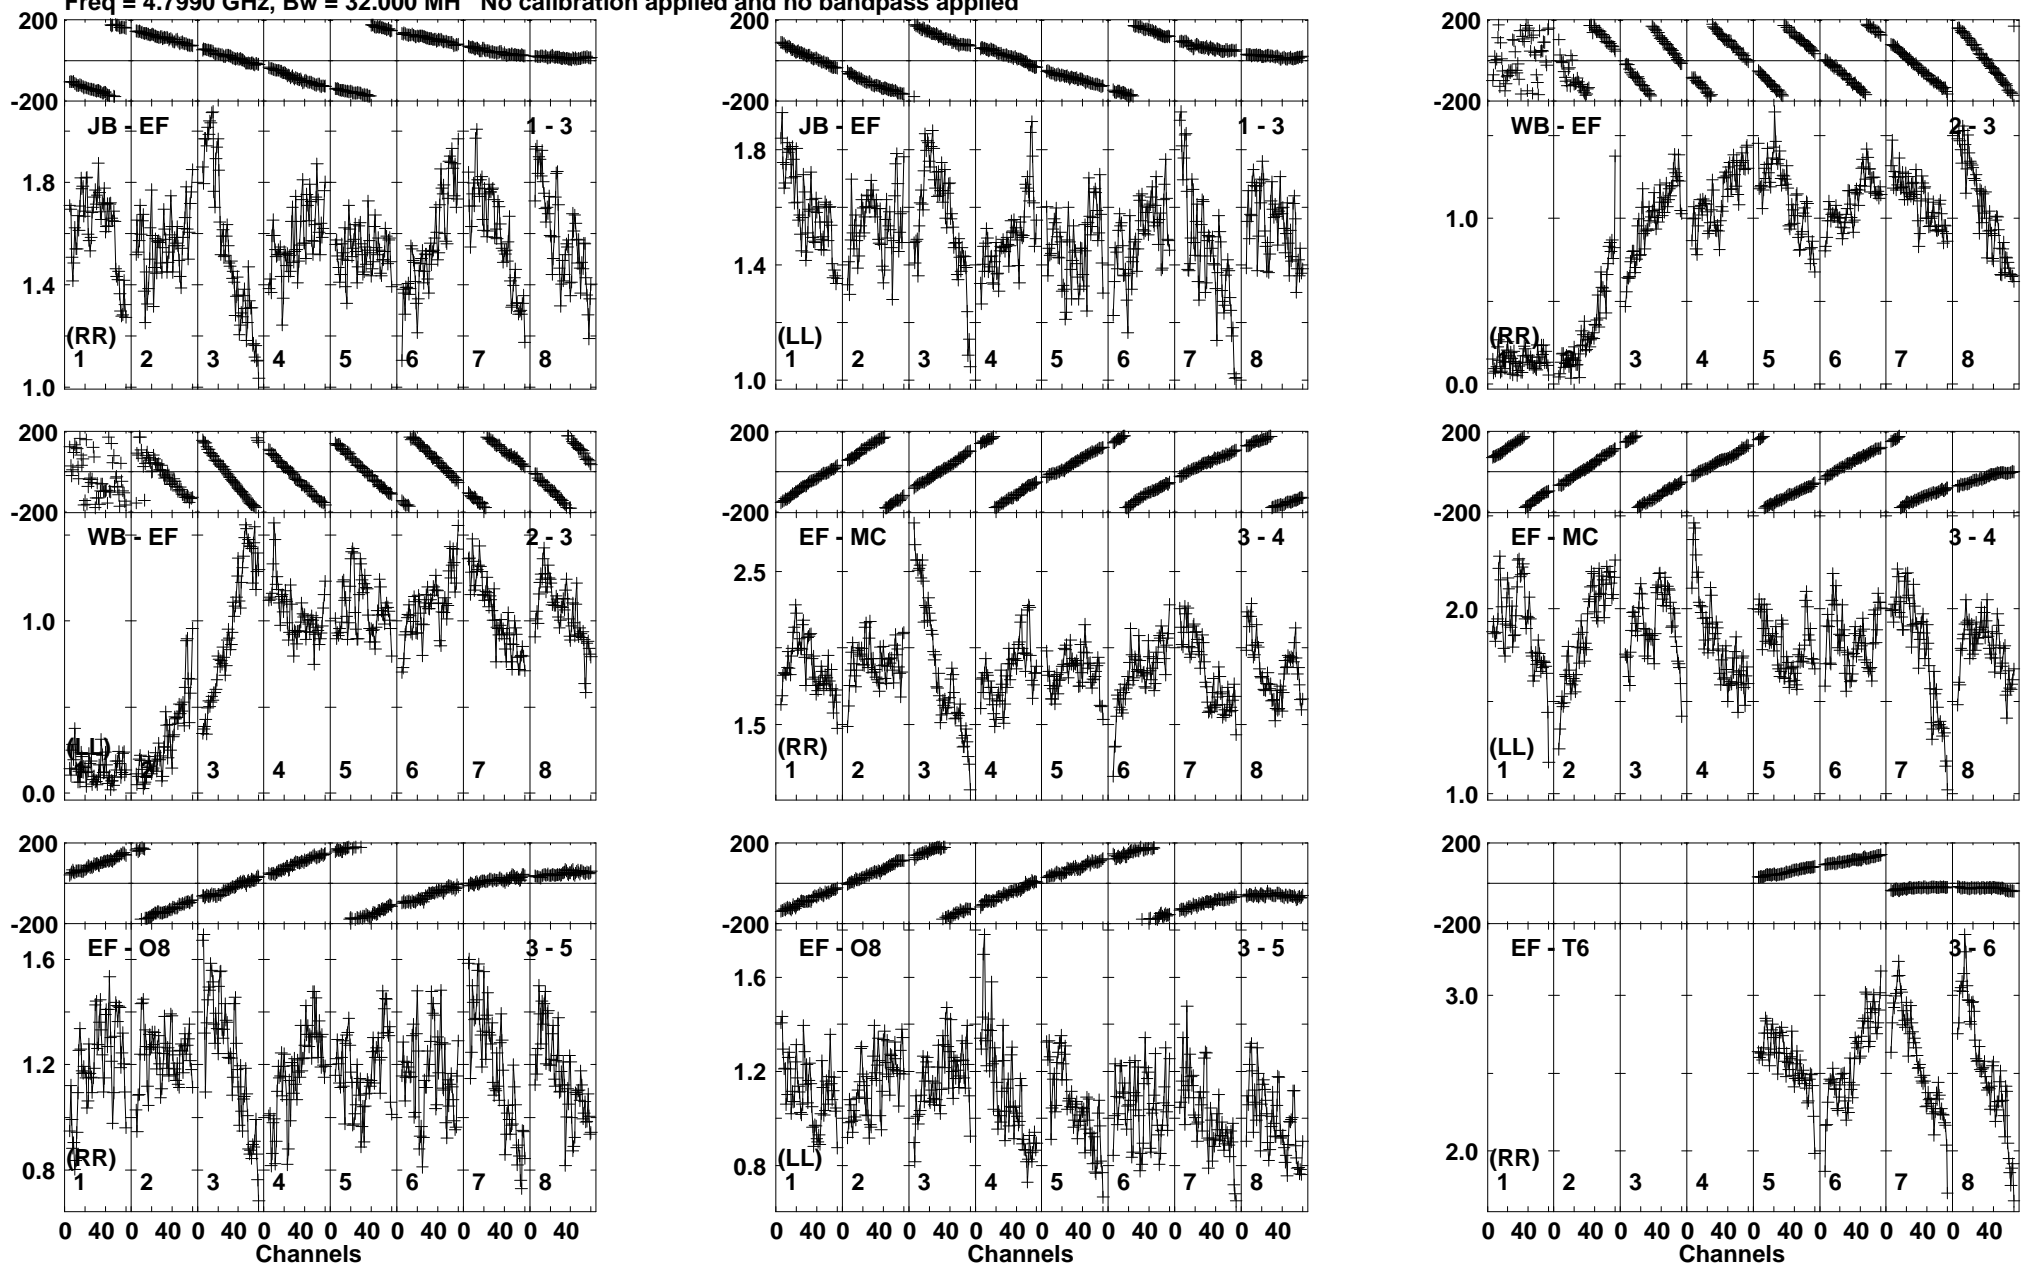 Freq = 4.7990 GHz, Bw = 32.000 MH No calibration applied and no bandpass applied
200
-200
JB - EF 1 - 3
1.8
1.4
1.0
(RR)
1 2 3 4 5 6 7 8
200
-200
JB - EF 1 - 3
1.8
1.4
1.0
(LL)
1 2 3 4 5 6 7 8
200
-200
WB - EF 2 - 3
1.0
0.0
(RR)
1 2 3 4 5 6 7 8
200
-200
WB - EF 2 - 3
1.0
0.0
(LL)
1 2 3 4 5 6 7 8
200
-200
EF - MC 3 - 4
2.5
1.5
(RR)
1 2 3 4 5 6 7 8
200
-200
EF - MC 3 - 4
2.0
1.0
(LL)
1 2 3 4 5 6 7 8
200
-200
EF - O8 3 - 5
1.6
1.2
0.8
(RR)
1 2 3 4 5 6 7 8
0 40 0 40 0 40 0 40 0 40 0 40 0 40 0 40
Channels
200
-200
EF - O8 3 - 5
1.6
1.2
0.8
(LL)
1 2 3 4 5 6 7 8
0 40 0 40 0 40 0 40 0 40 0 40 0 40 0 40
Channels
200
-200
EF - T6 3 - 6
3.0
2.0
(RR)
1 2 3 4 5 6 7 8
0 40 0 40 0 40 0 40 0 40 0 40 0 40 0 40
Channels